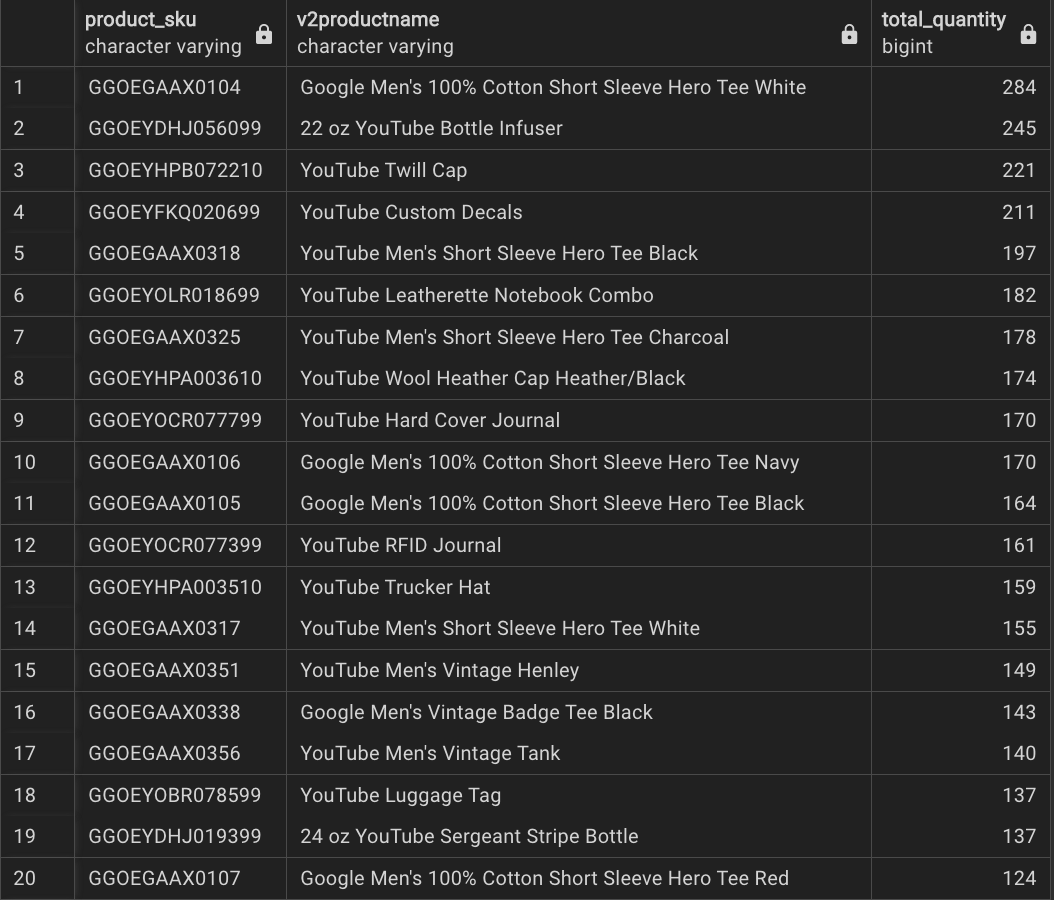 product_sku v2productname total_quantity
character varying character varying bigint
1 GGOEGAAX0104 Google Men's 100% Cotton Short Sleeve Hero Tee White 284
2 GGOEYDHJ056099 22 oz YouTube Bottle Infuser 245
3 GGOEYHPB072210 YouTube Twill Cap 221
4 GGOEYFKQ020699 YouTube Custom Decals 211
5 GGOEGAAX0318 YouTube Men's Short Sleeve Hero Tee Black 197
6 GGOEYOLR018699 YouTube Leatherette Notebook Combo 182
7 GGOEGAAX0325 YouTube Men's Short Sleeve Hero Tee Charcoal 178
8 GGOEYHPA003610 YouTube Wool Heather Cap Heather/Black 174
9 GGOEYOCR077799 YouTube Hard Cover Journal 170
10 GGOEGAAX0106 Google Men's 100% Cotton Short Sleeve Hero Tee Navy 170
11 GGOEGAAX0105 Google Men's 100% Cotton Short Sleeve Hero Tee Black 164
12 GGOEYOCR077399 YouTube RFID Journal 161
13 GGOEYHPA003510 YouTube Trucker Hat 159
14 GGOEGAAX0317 YouTube Men's Short Sleeve Hero Tee White 155
15 GGOEGAAX0351 YouTube Men's Vintage Henley 149
16 GGOEGAAX0338 Google Men's Vintage Badge Tee Black 143
17 GGOEGAAX0356 YouTube Men's Vintage Tank 140
18 GGOEYOBR078599 YouTube Luggage Tag 137
19 GGOEYDHJ019399 24 oz YouTube Sergeant Stripe Bottle 137
20 GGOEGAAX0107 Google Men's 100% Cotton Short Sleeve Hero Tee Red 124